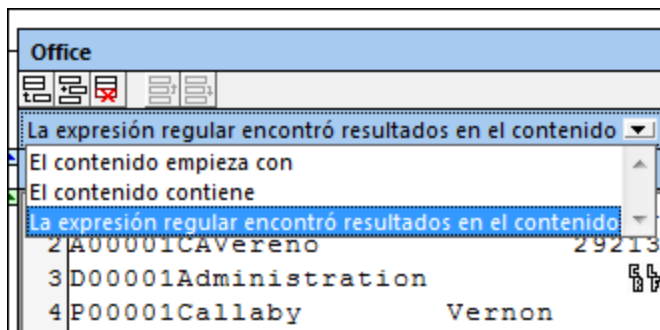 Office
La expresión regular encontró resultados en el contenido
El contenido empieza con
El contenido contiene
La expresión regular encontró resultados en el contenido
2 A00001CAVereno 29213
3 D00001Administration
4 P00001Callaby Vernon